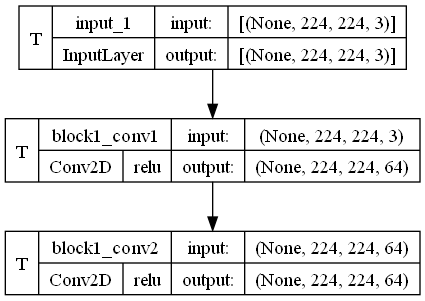 T input_1 input: [(None, 224, 224, 3)]
InputLayer output: [(None, 224, 224, 3)]
T block1_conv1 input: (None, 224, 224, 3)
Conv2D relu output: (None, 224, 224, 64)
T block1_conv2 input: (None, 224, 224, 64)
Conv2D relu output: (None, 224, 224, 64)